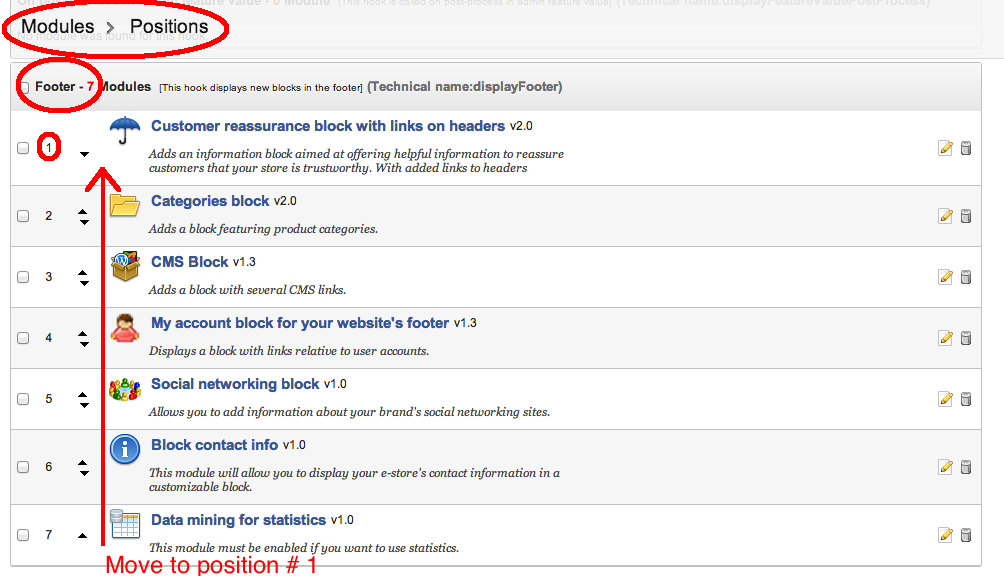 [This hook is called on post-process in admin feature value] (Technical name:displayFeatureValuePostProcess)
Modules > Positions
No module was found for this hook.
Footer - 7 Modules [This hook displays new blocks in the footer] (Technical name:displayFooter)
1 Customer reassurance block with links on headers v2.0
Adds an information block aimed at offering helpful information to reassure
customers that your store is trustworthy. With added links to headers
2 Categories block v2.0
Adds a block featuring product categories.
3 CMS Block v1.3
Adds a block with several CMS links.
4 My account block for your website's footer v1.3
Displays a block with links relative to user accounts.
5 Social networking block v1.0
Allows you to add information about your brand's social networking sites.
6 Block contact info v1.0
This module will allow you to display your e-store's contact information in a
customizable block.
7 Data mining for statistics v1.0
This module must be enabled if you want to use statistics.
Move to position # 1